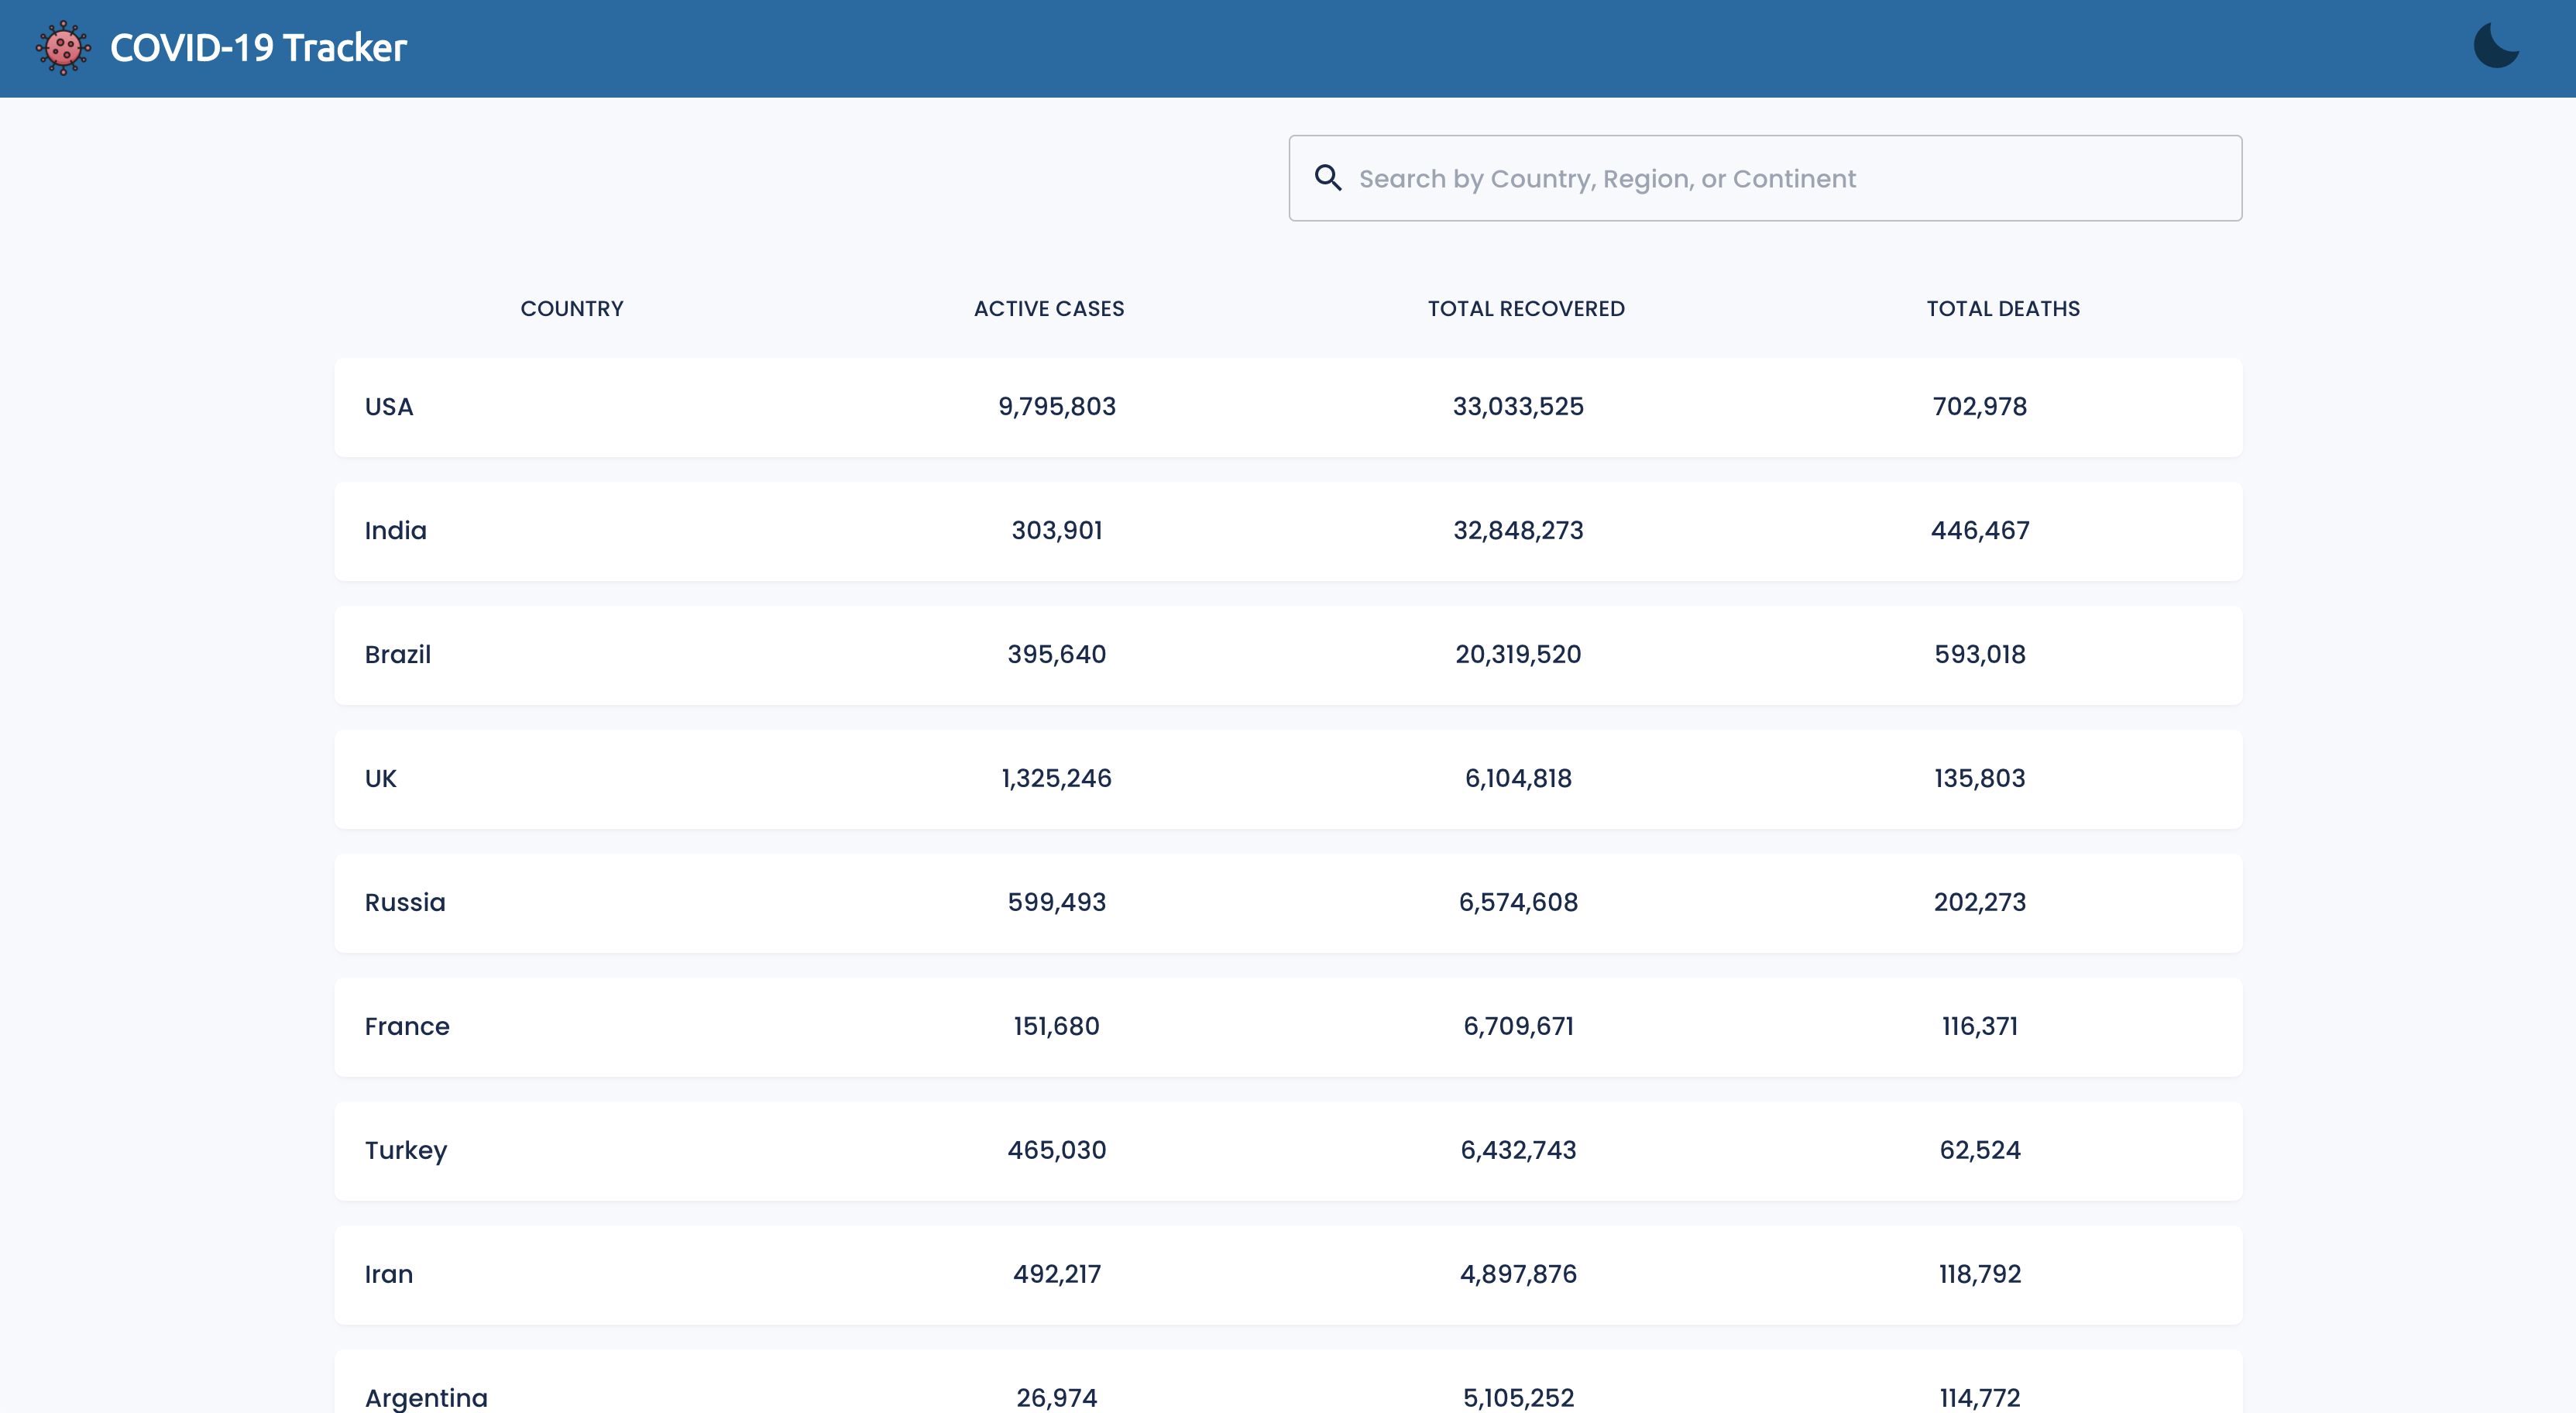 COVID-19 Tracker
Search by Country, Region, or Continent
COUNTRY ACTIVE CASES TOTAL RECOVERED TOTAL DEATHS
USA 9,795,803 33,033,525 702,978
India 303,901 32,848,273 446,467
Brazil 395,640 20,319,520 593,018
UK 1,325,246 6,104,818 135,803
Russia 599,493 6,574,608 202,273
France 151,680 6,709,671 116,371
Turkey 465,030 6,432,743 62,524
Iran 492,217 4,897,876 118,792
Argentina 26,974 5,105,252 114,772